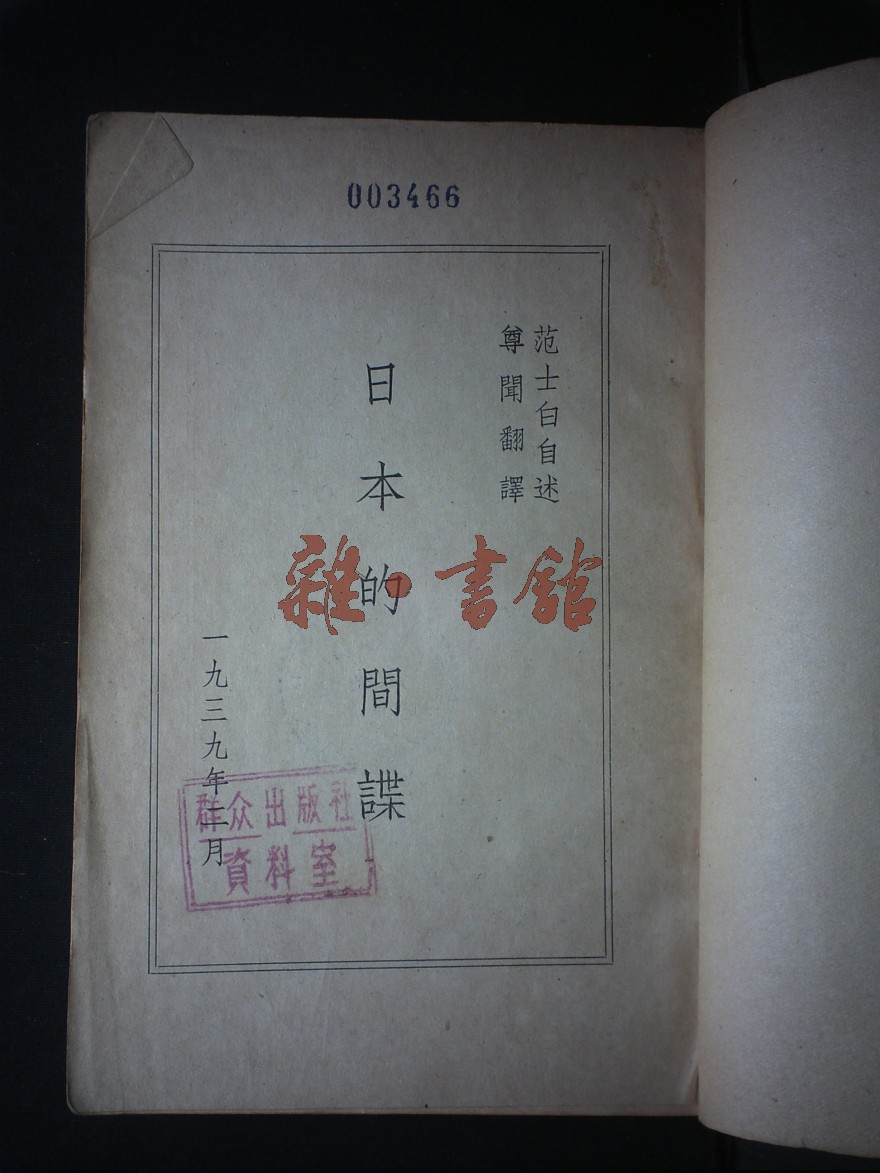 003466
范士白自述
尊聞翻譯
日本的間諜
一九三九年二月
群众出版社
資料室
雜·書館